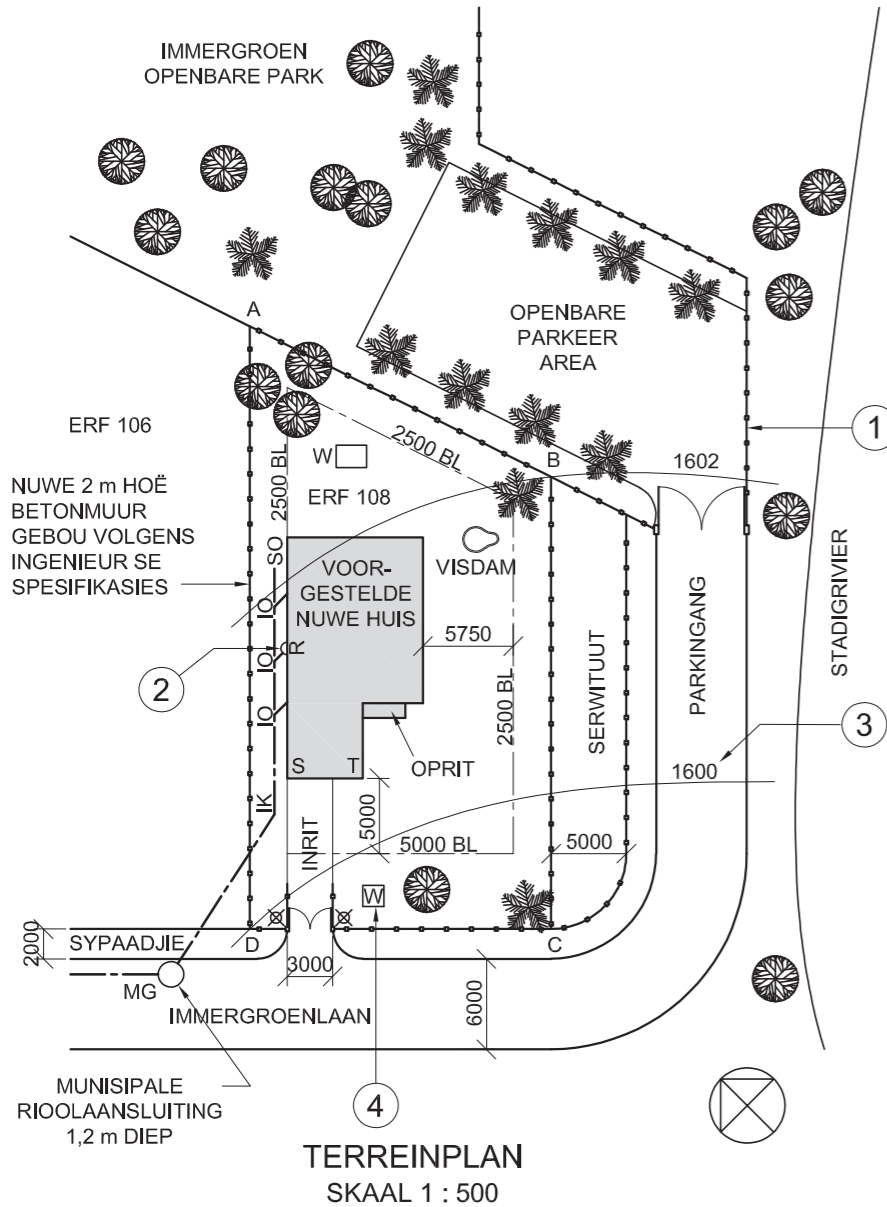 IMMERGROEN
OPENBARE PARK
A
OPENBARE
PARKEER
AREA
ERF 106
1
2500 BL
B
1602
W
2500 BL
ERF 108
NUWE 2 m HOË
BETONMUUR
GEBOU VOLGENS
INGENIEUR SE
SPESIFIKASIES
SO
VOOR-
GESTELDE
NUWE HUIS
VISDAM
IO
R
5750
2
IO
2500 BL
SERWITUUT
PARKINGANG
STADIGRIVIER
IO
3
S
T
OPRIT
1600
IK
INRIT
5000
5000 BL
5000
W
SYPAADJIE
D
C
2000
3000
MG
IMMERGROENLAAN
6000
MUNISIPALE
RIOOLAANSLUITING
1,2 m DIEP
4
TERREINPLAN
SKAAL 1 : 500